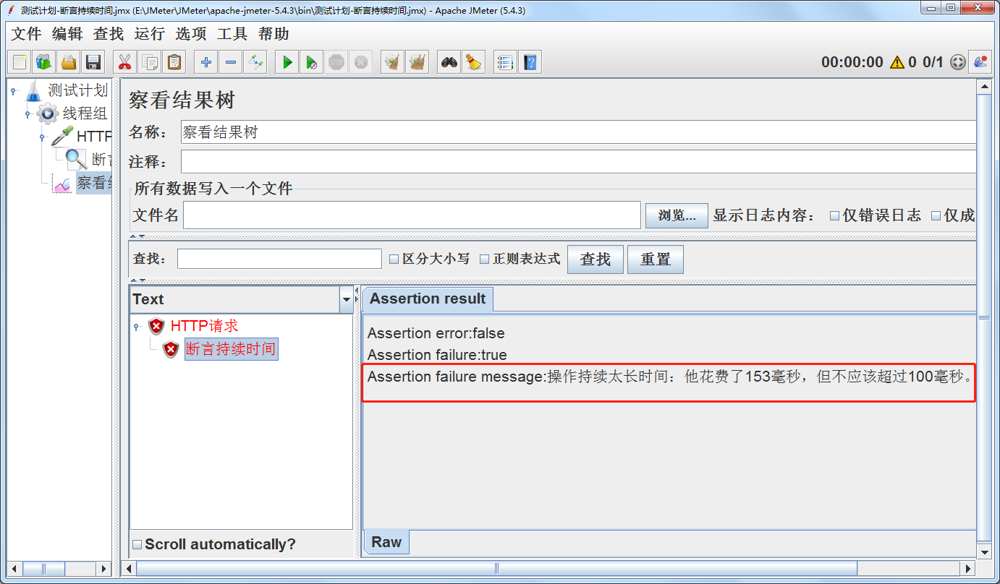 测试计划-断言持续时间.jmx (E:\JMeter\JMeter\apache-jmeter-5.4.3\bin\测试计划-断言持续时间.jmx) - Apache JMeter (5.4.3)
文件 编辑 查找 运行 选项 工具 帮助
STOP
00:00:00 0 0/1
测试计划
线程组
HTTP
断言
察看结
察看结果树
名称： 察看结果树
注释：
所有数据写入一个文件
文件名 浏览... 显示日志内容： 仅错误日志 仅成
查找： 区分大小写 正则表达式 查找 重置
Text
HTTP请求
断言持续时间
Scroll automatically?
Assertion result
Assertion error:false
Assertion failure:true
Assertion failure message:操作持续太长时间：他花费了153毫秒，但不应该超过100毫秒。
Raw